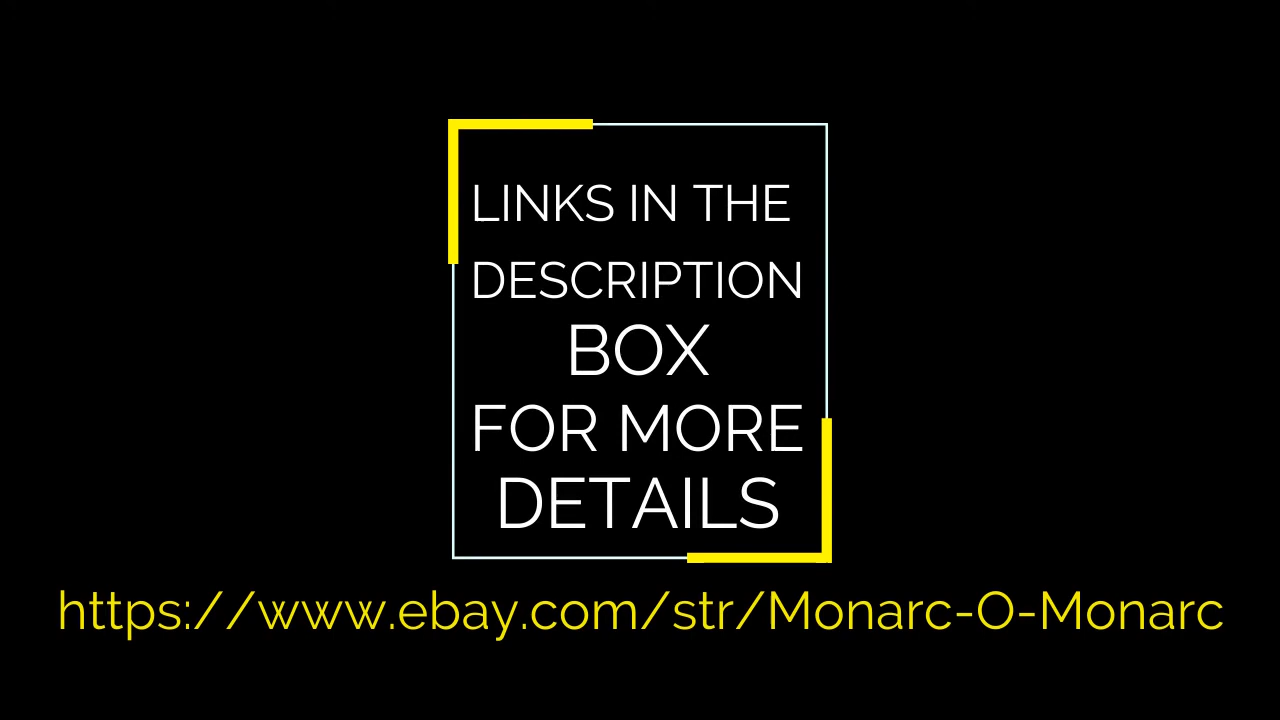 LINKS IN THE
DESCRIPTION
BOX
FOR MORE
DETAILS
https://www.ebay.com/str/Monarc-O-Monarc